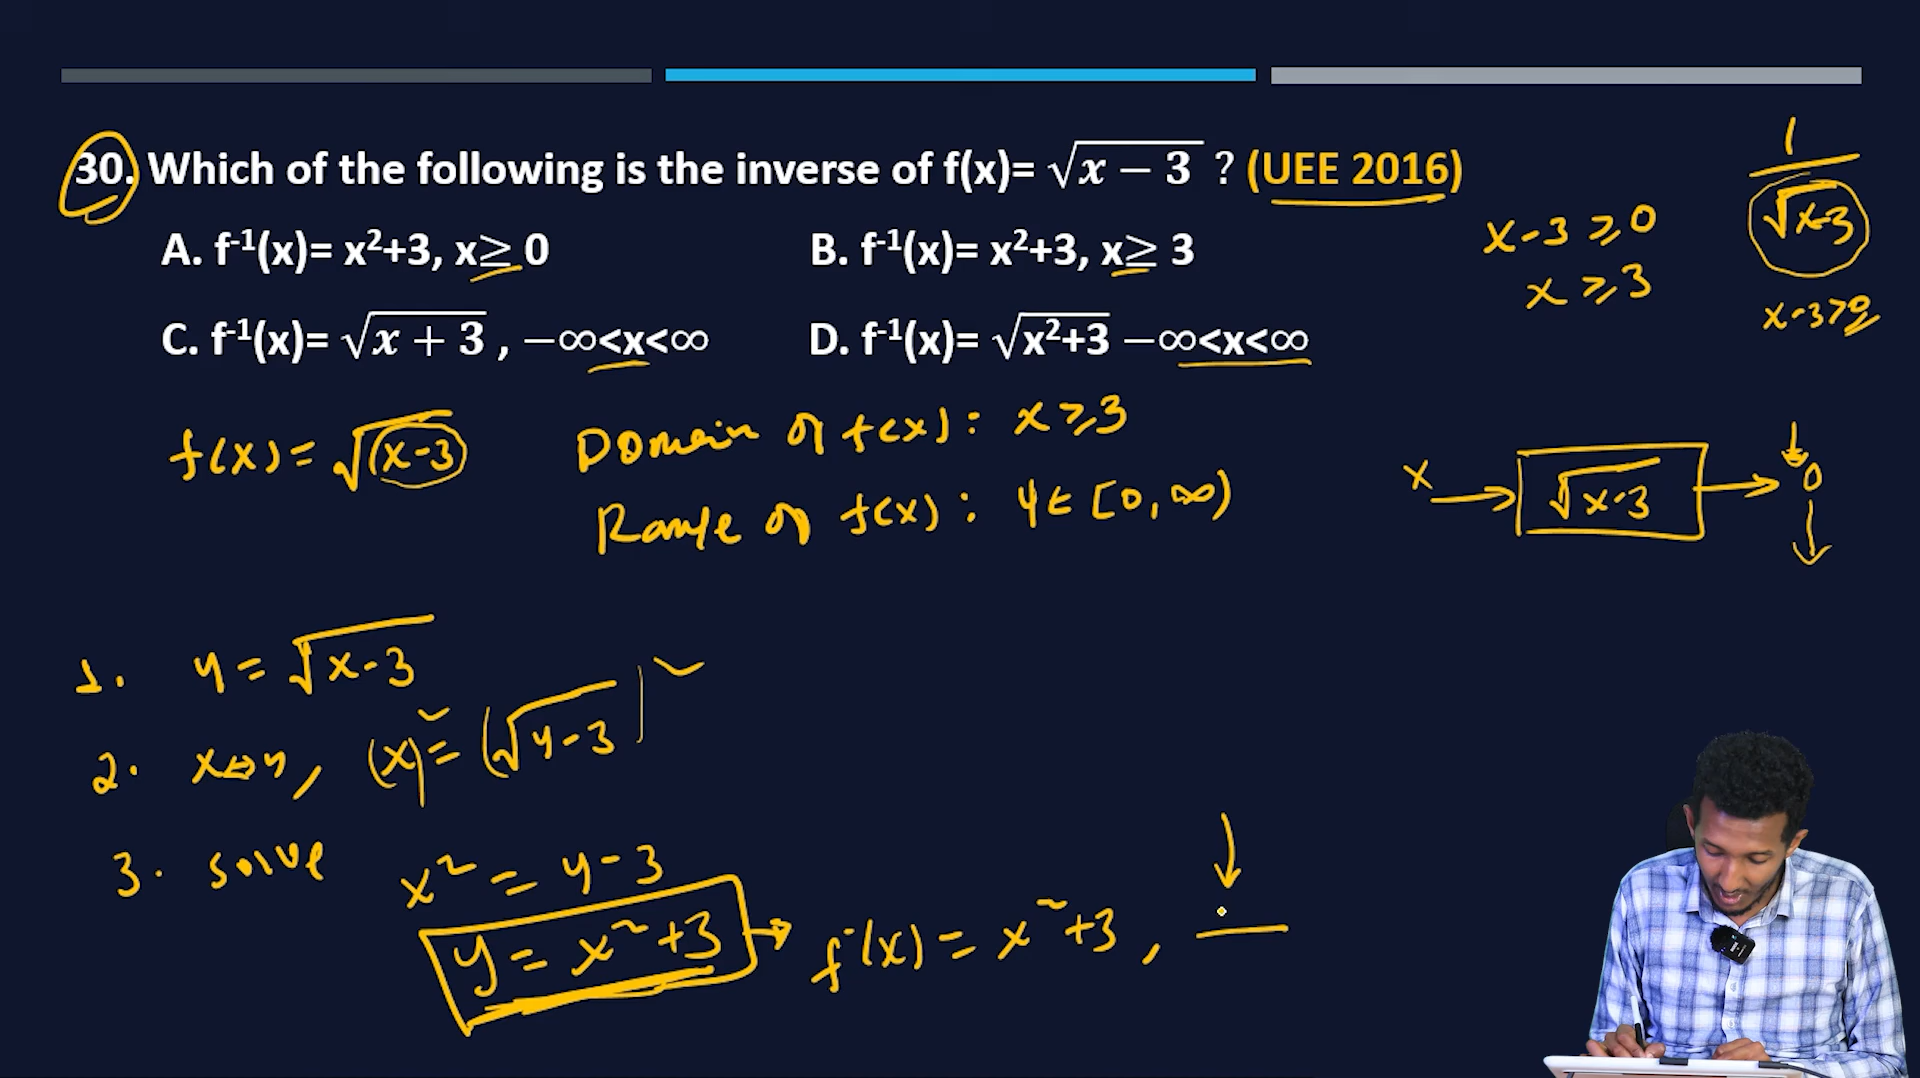 30. Which of the following is the inverse of f(x)= √(x − 3) ? (UEE 2016)
A. f⁻¹(x)= x²+3, x≥ 0
B. f⁻¹(x)= x²+3, x≥ 3
C. f⁻¹(x)= √(x + 3) , −∞<x<∞
D. f⁻¹(x)= √(x²+3) −∞<x<∞
x-3 ≥ 0
x ≥ 3
1
√x-3
x-3>0
f(x) = √(x-3)
Domain of f(x): x ≥ 3
Range of f(x): y ∈ [0, ∞)
x → √x-3 → 0
1. y = √x-3
2. x↔y, (x)² = (√y-3)²
3. solve
x² = y-3
y = x²+3 → f⁻¹(x) = x²+3,